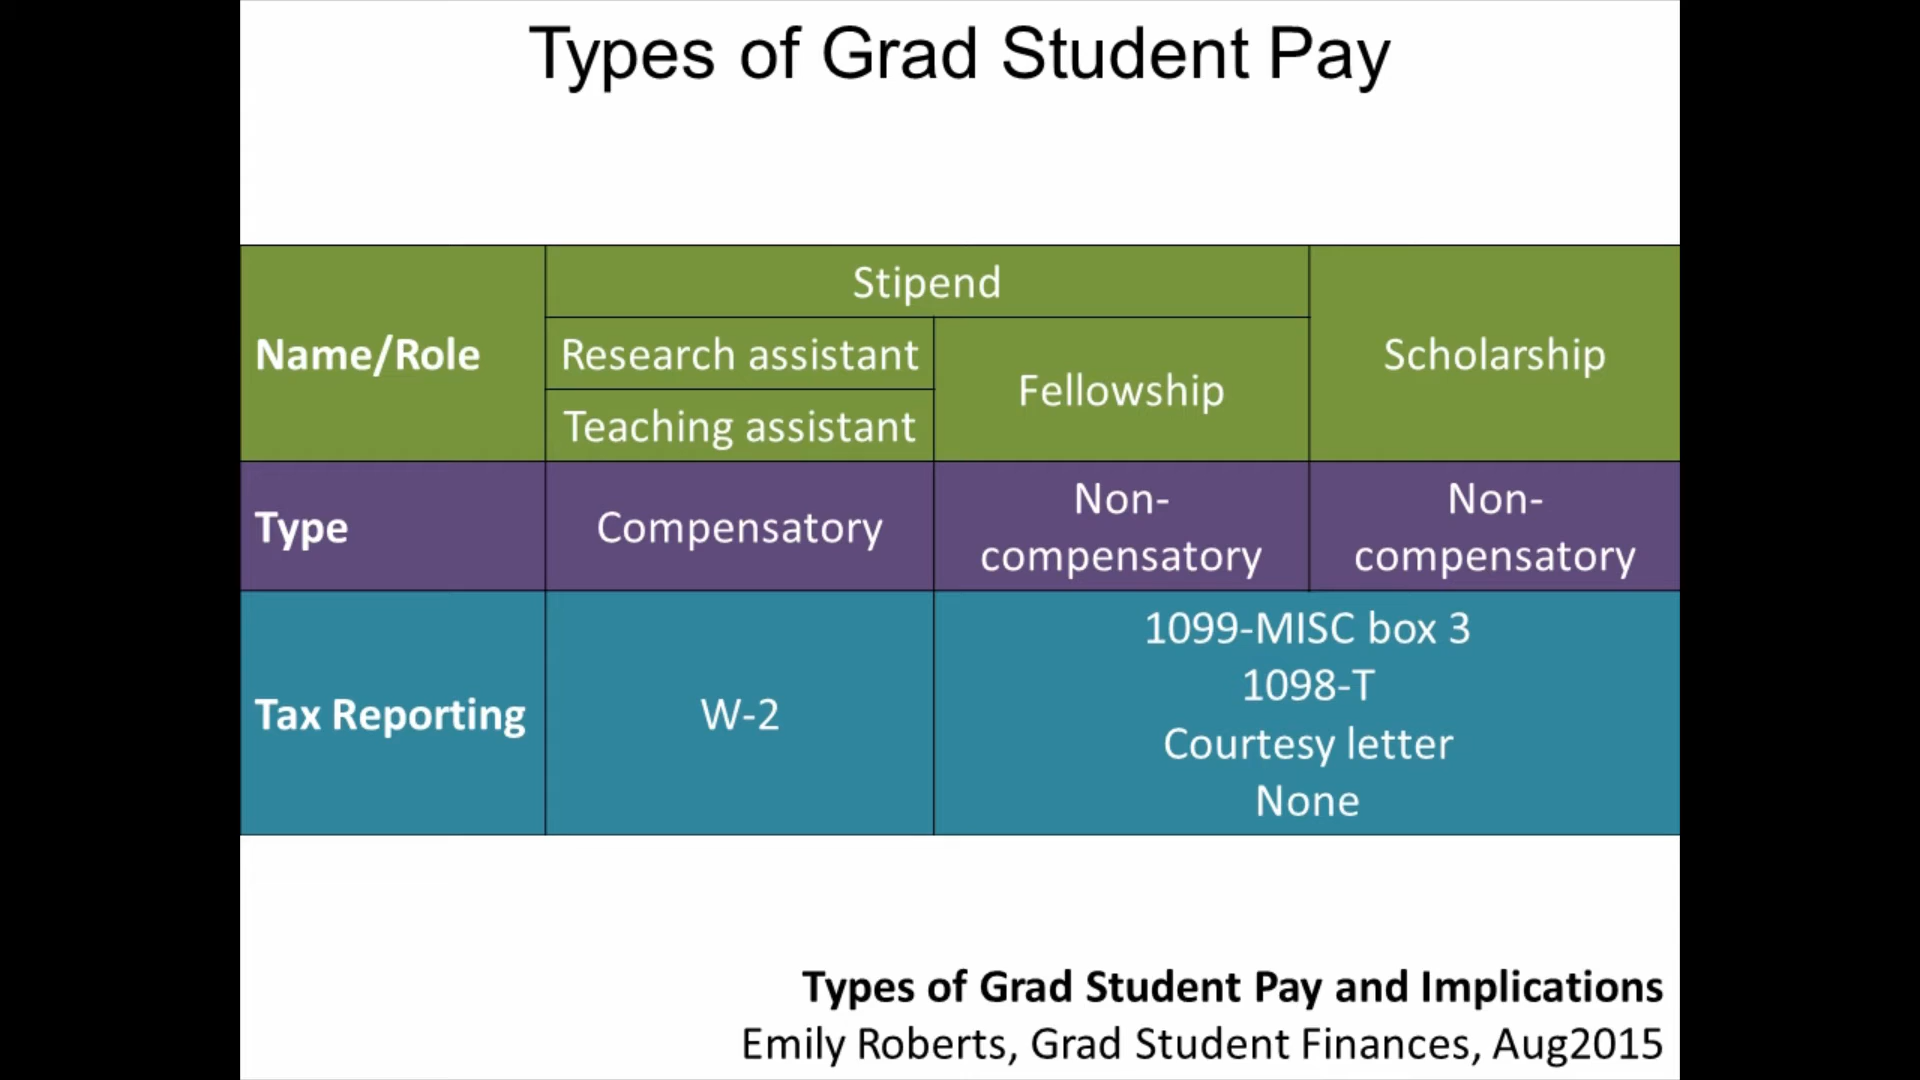 Types of Grad Student Pay
Name/Role
Stipend
Research assistant
Teaching assistant
Fellowship
Scholarship
Type
Compensatory
Non-
compensatory
Non-
compensatory
Tax Reporting
W-2
1099-MISC box 3
1098-T
Courtesy letter
None
Types of Grad Student Pay and Implications
Emily Roberts, Grad Student Finances, Aug2015